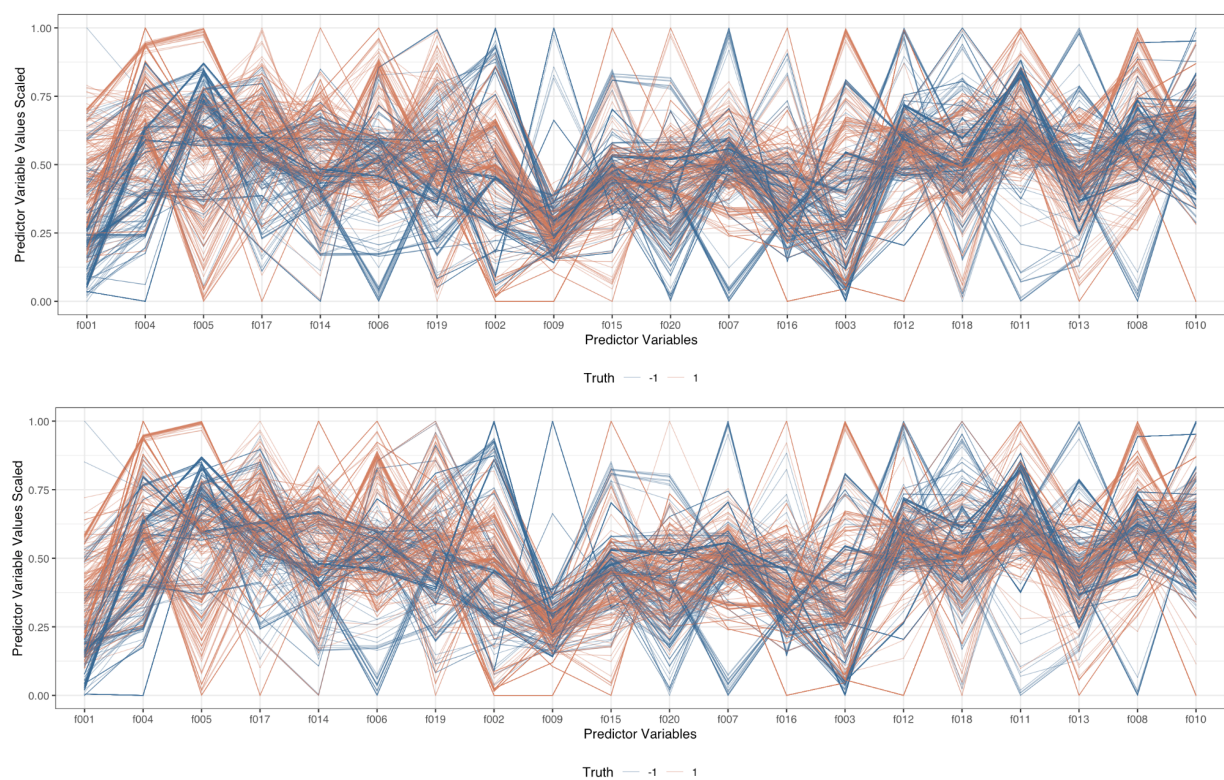 1.00
0.75
0.50
0.25
0.00
Predictor Variable Values Scaled
f001 f004 f005 f17 f014 f006 f019 f002 f009 f015 f020 f007 f016 f003 f012 f018 f011 f013 f008 f010
Predictor Variables
Truth -1 1
1.00
0.75
0.50
0.25
0.00
Predictor Variable Values Scaled
f001 f004 f005 f17 f014 f006 f019 f002 f009 f015 f020 f007 f016 f003 f012 f018 f011 f013 f008 f010
Predictor Variables
Truth -1 1